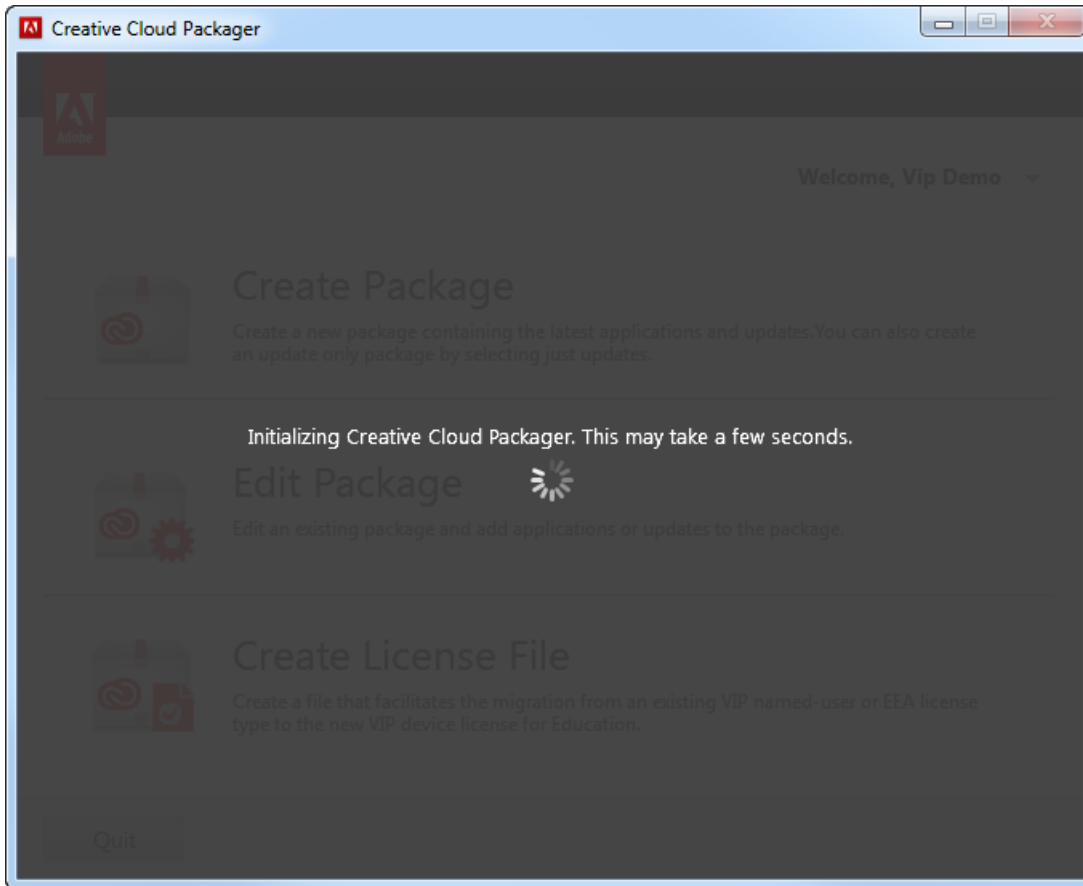 Creative Cloud Packager
Adobe
Welcome, Vip Demo
Create Package
Create a new package containing the latest applications and updates.You can also create
an update only package by selecting just updates.
Initializing Creative Cloud Packager. This may take a few seconds.
Edit Package
Edit an existing package and add applications or updates to the package.
Create License File
Create a file that facilitates the migration from an existing VIP named-user or EEA license
type to the new VIP device license for Education.
Quit